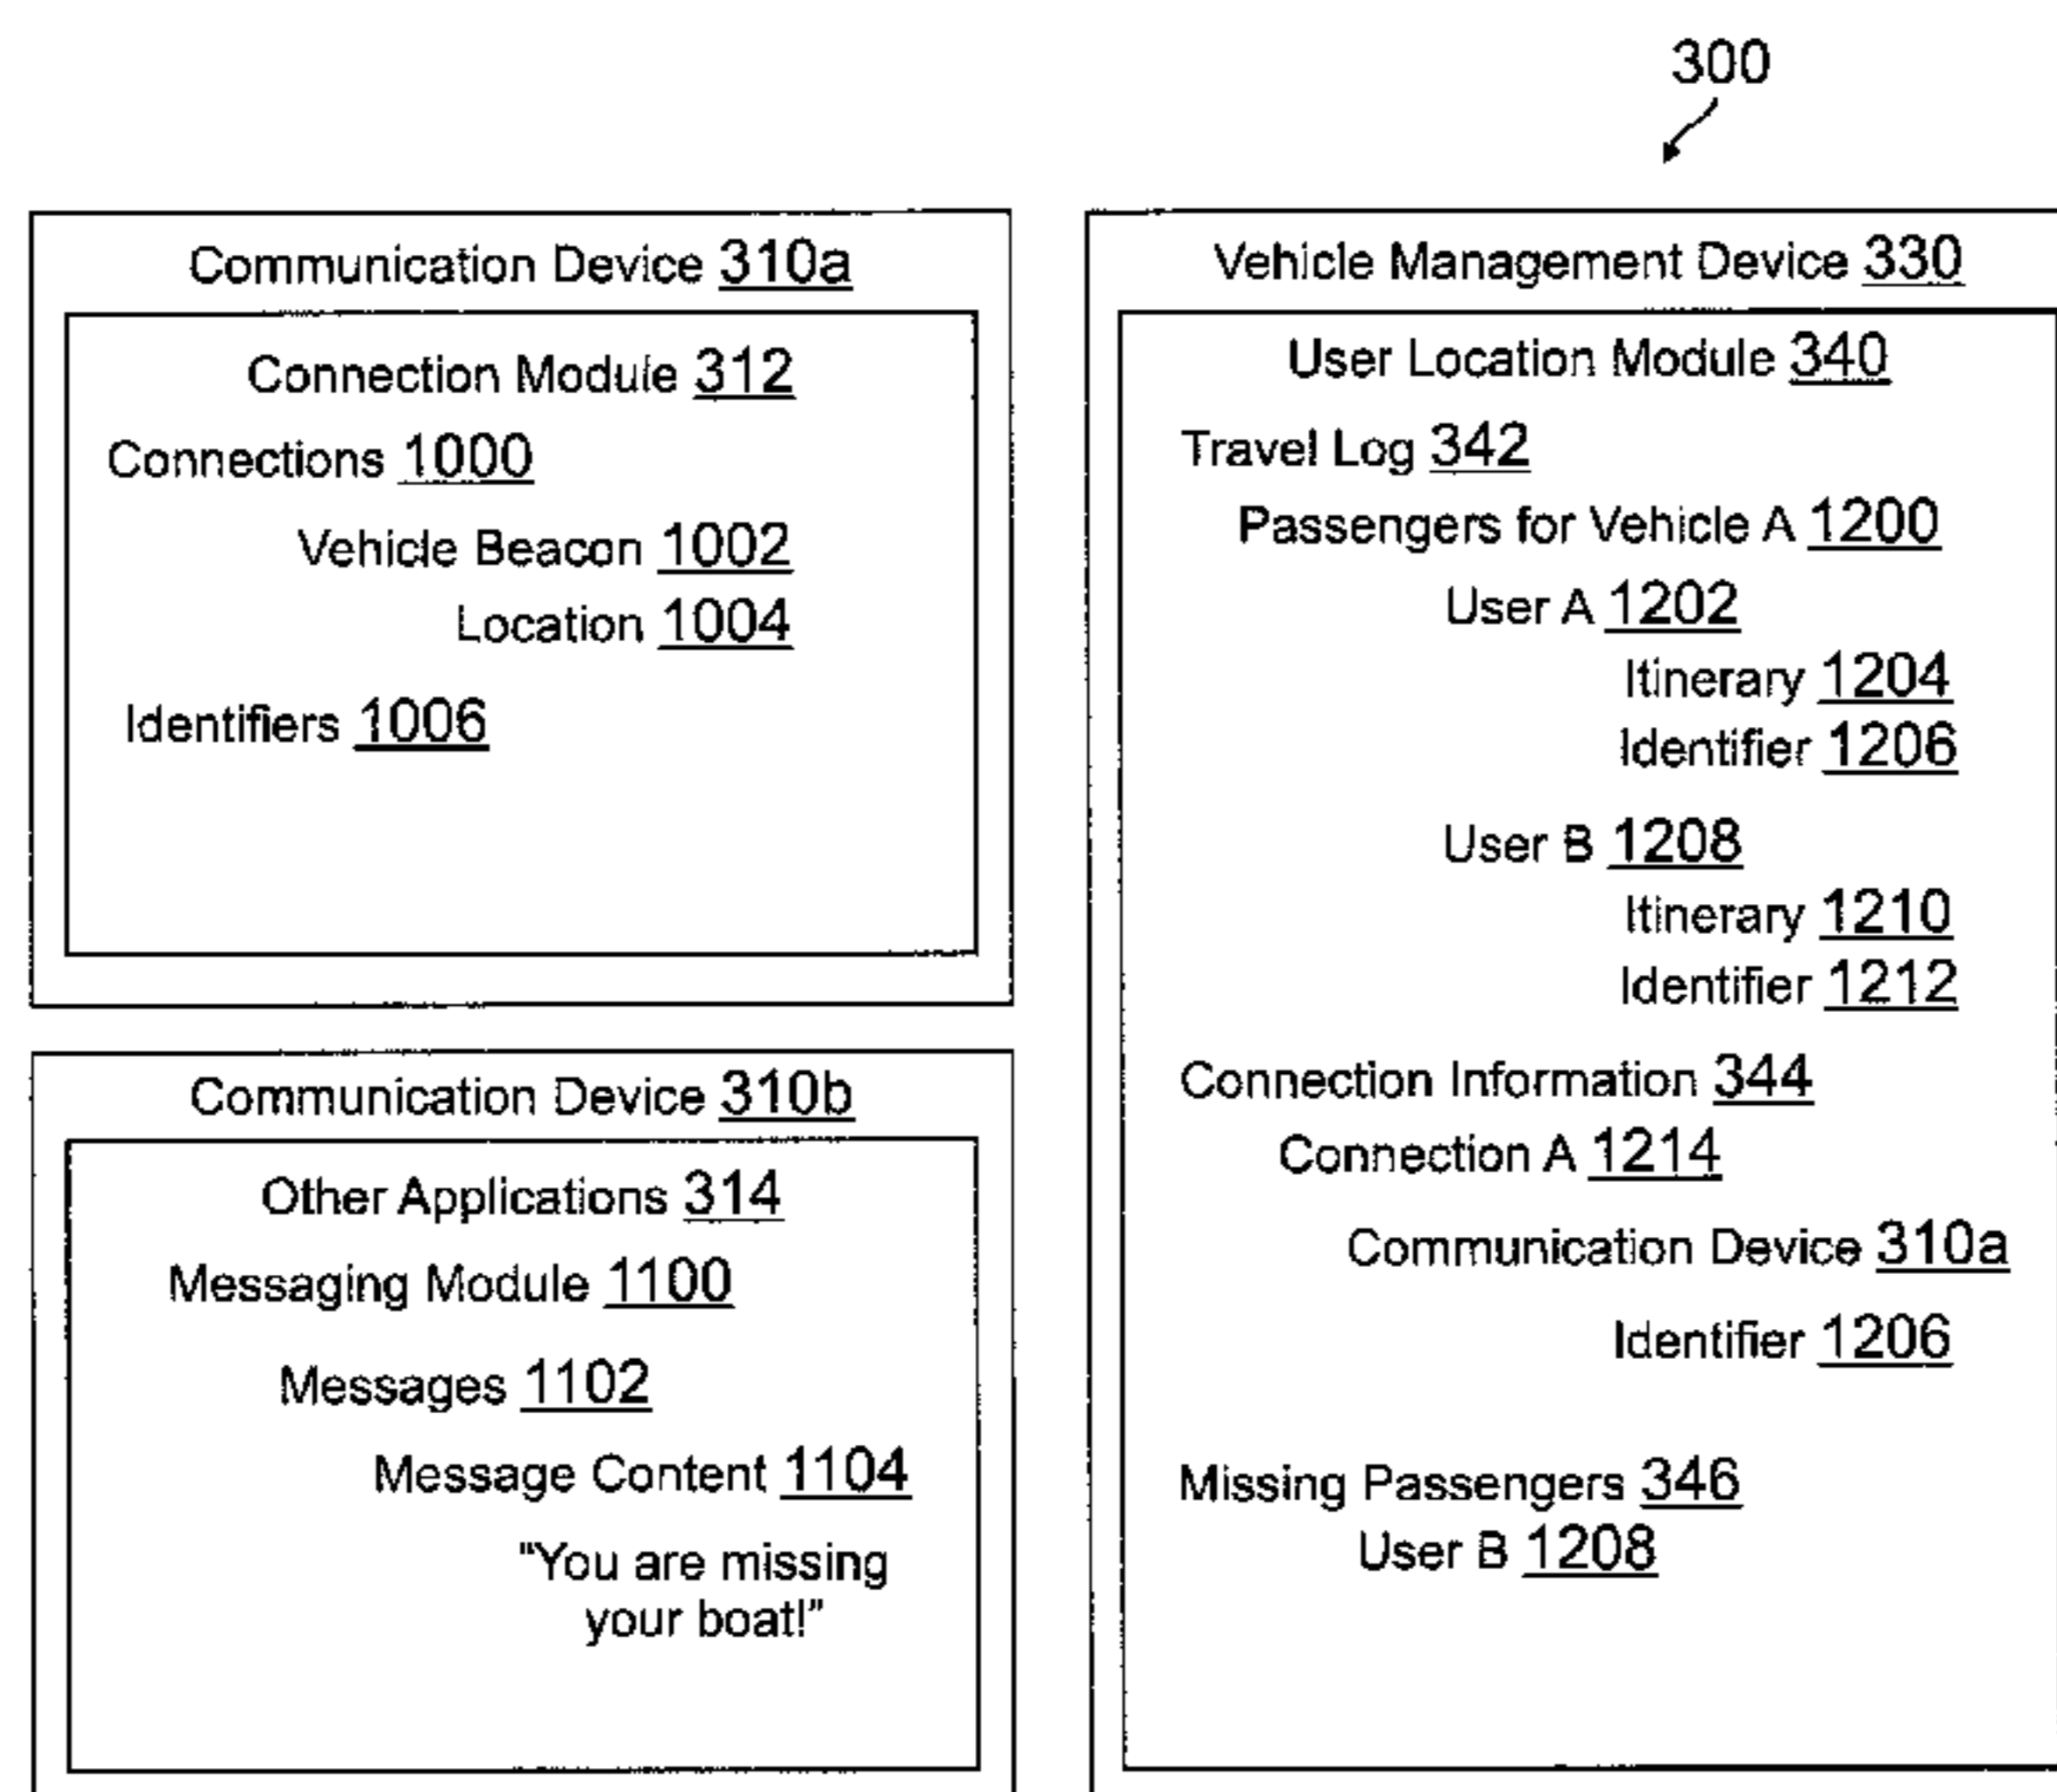 300
Communication Device 310a
Connection Module 312
Connections 1000
Vehicle Beacon 1002
Location 1004
Identifiers 1006
Communication Device 310b
Other Applications 314
Messaging Module 1100
Messages 1102
Message Content 1104
"You are missing
your boat!"
Vehicle Management Device 330
User Location Module 340
Travel Log 342
Passengers for Vehicle A 1200
User A 1202
Itinerary 1204
Identifier 1206
User B 1208
Itinerary 1210
Identifier 1212
Connection Information 344
Connection A 1214
Communication Device 310a
Identifier 1206
Missing Passengers 346
User B 1208